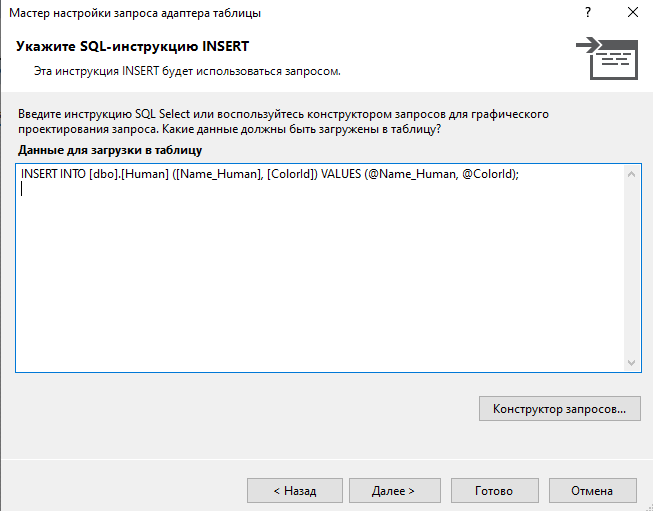 Мастер настройки запроса адаптера таблицы
?
Укажите SQL-инструкцию INSERT
Эта инструкция INSERT будет использоваться запросом.
Введите инструкцию SQL Select или воспользуйтесь конструктором запросов для графического
проектирования запроса. Какие данные должны быть загружены в таблицу?
Данные для загрузки в таблицу
INSERT INTO [dbo].[Human] ([Name_Human], [ColorId]) VALUES (@Name_Human, @ColorId);
Конструктор запросов...
< Назад
Далее >
Готово
Отмена